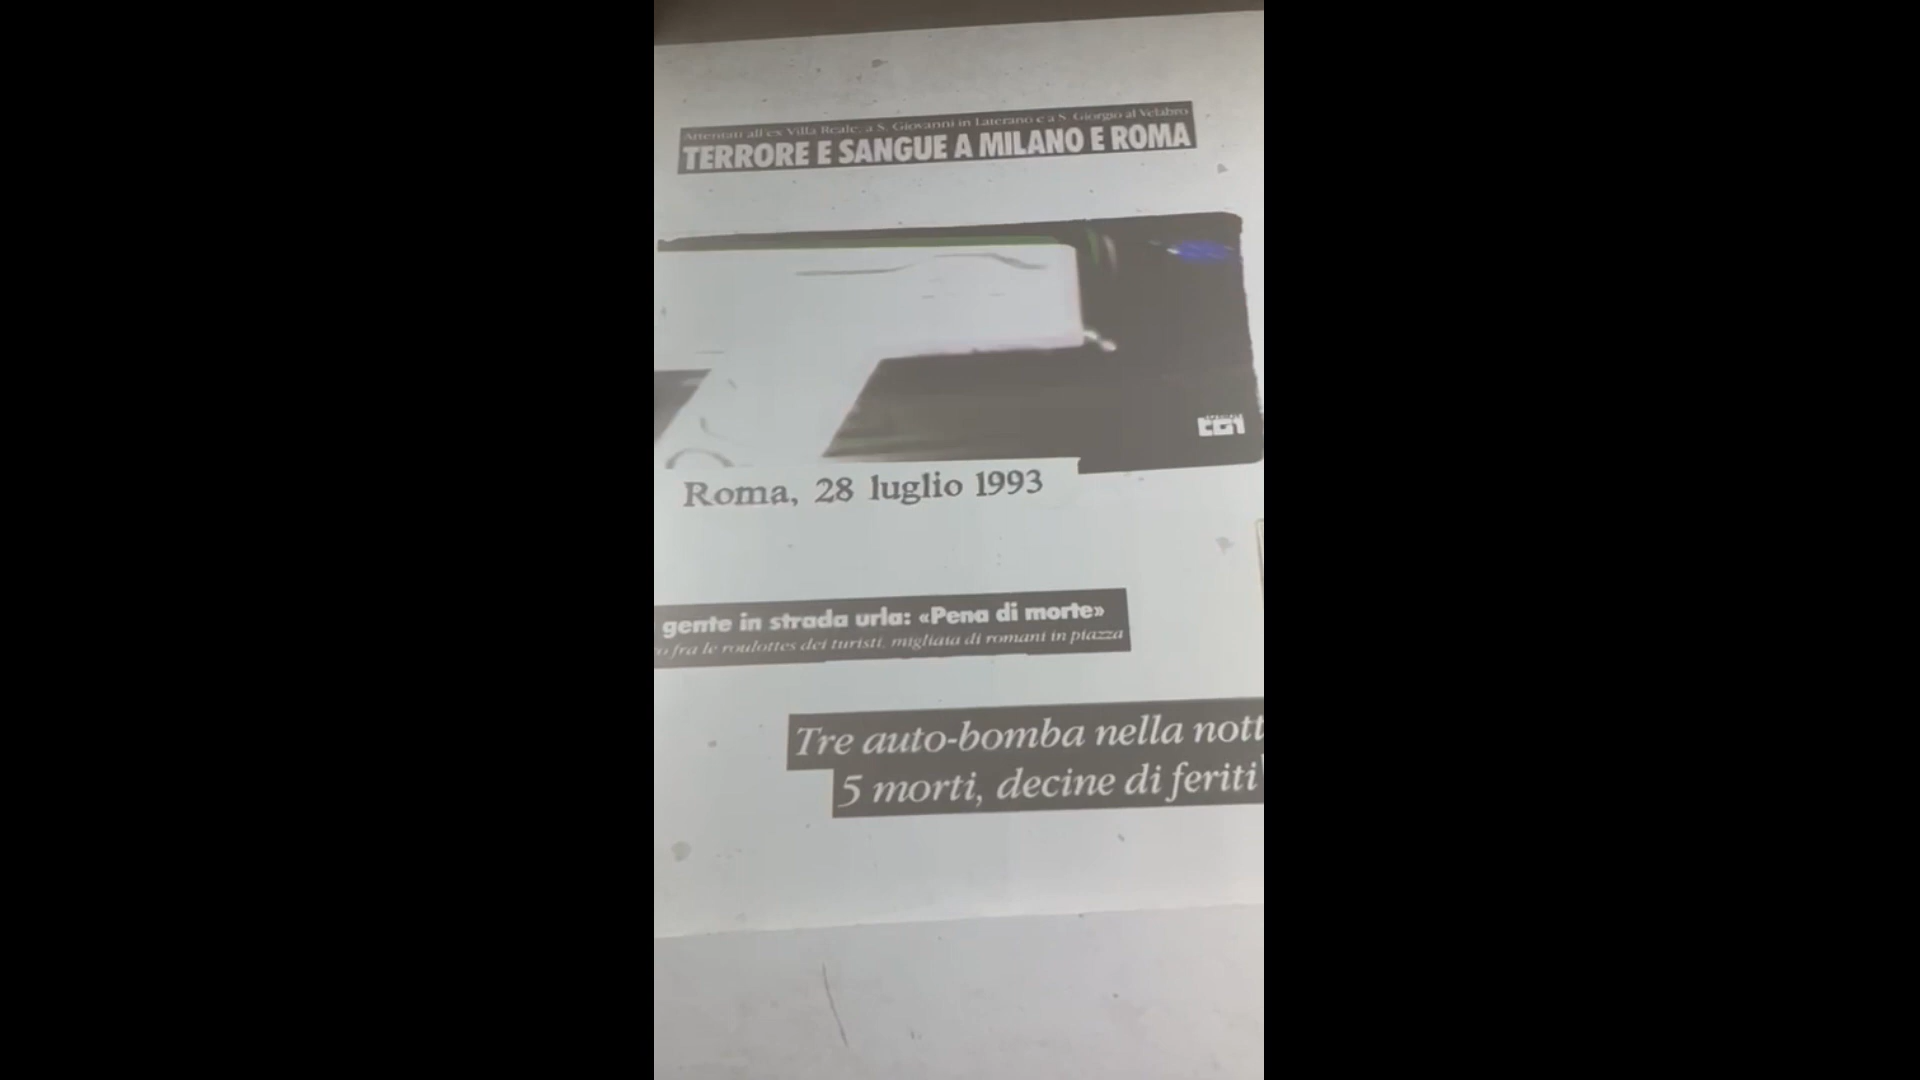 Attentati all'ex Villa Reale, a S. Giovanni in Laterano e a S. Giorgio al Velabro
TERRORE E SANGUE A MILANO E ROMA
TG1
Roma, 28 luglio 1993
gente in strada urla: «Pena di morte»
o fra le roulottes dei turisti, migliaia di romani in piazza
Tre auto-bomba nella nott
5 morti, decine di feriti